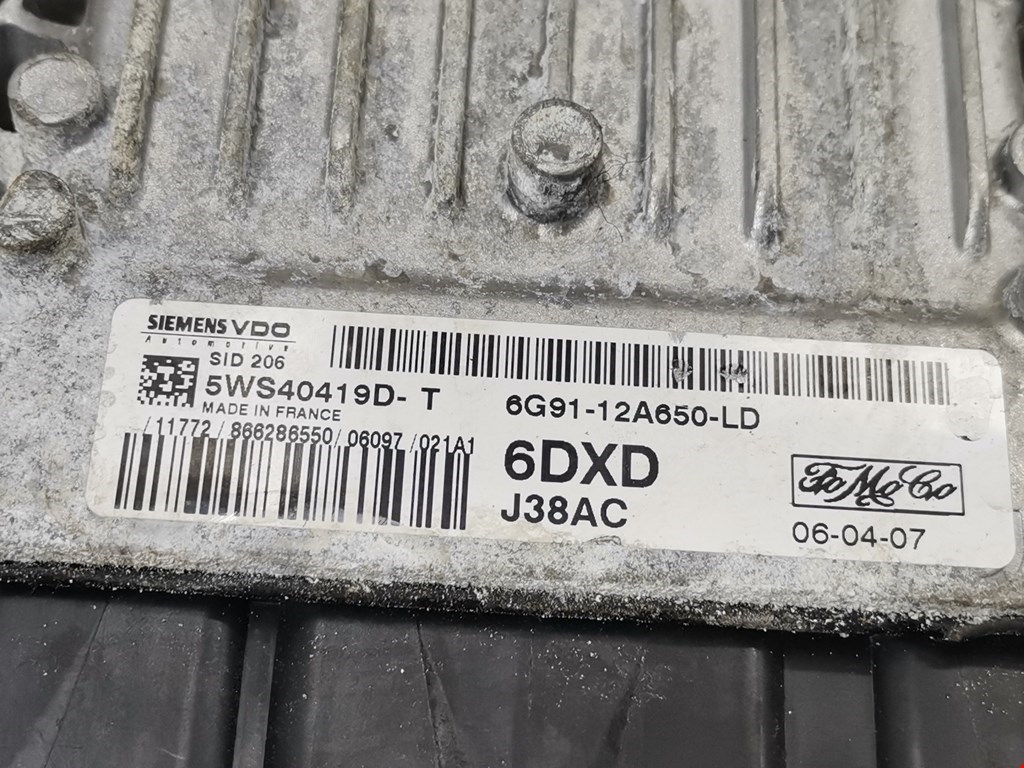 SIEMENS VDO
Automotive
SID 206
5WS40419D- T
MADE IN FRANCE
/11772 /866286550/06097 /021A1
6G91-12A650-LD
6DXD
J38AC
FoMoCo
06-04-07